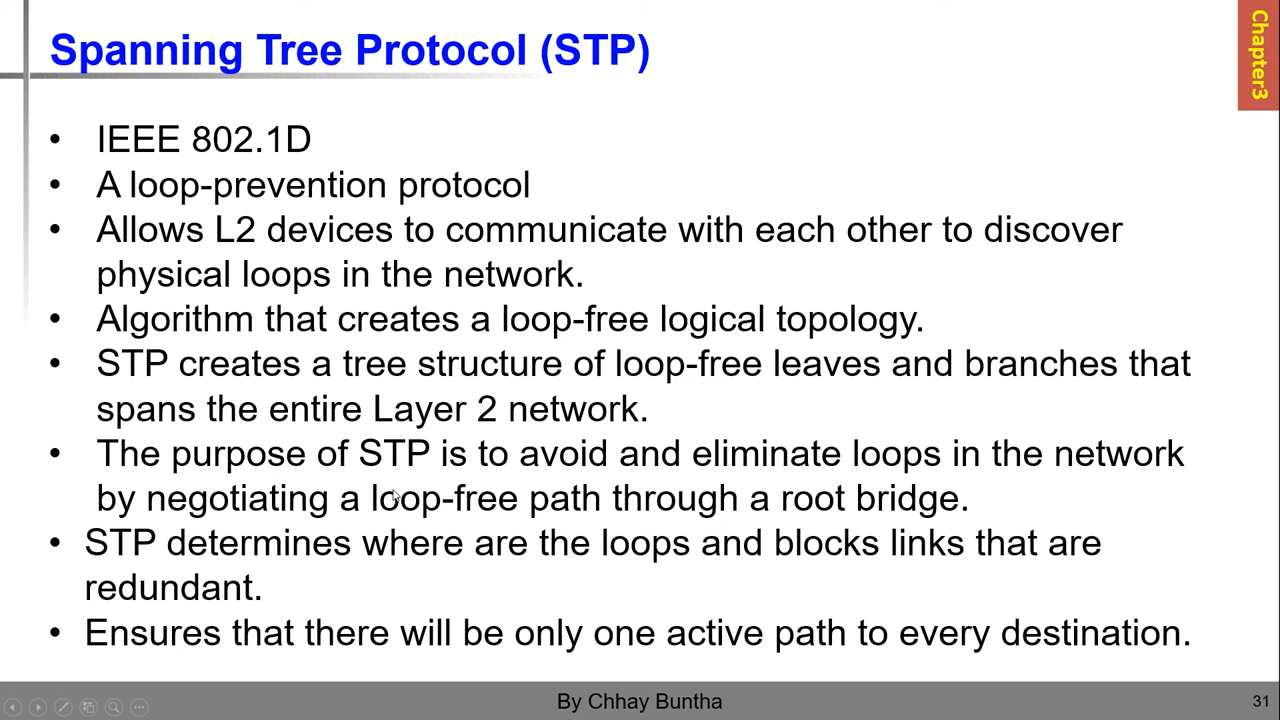 Spanning Tree Protocol (STP)
Chapter3
• IEEE 802.1D
• A loop-prevention protocol
• Allows L2 devices to communicate with each other to discover
physical loops in the network.
• Algorithm that creates a loop-free logical topology.
• STP creates a tree structure of loop-free leaves and branches that
spans the entire Layer 2 network.
• The purpose of STP is to avoid and eliminate loops in the network
by negotiating a loop-free path through a root bridge.
• STP determines where are the loops and blocks links that are
redundant.
• Ensures that there will be only one active path to every destination.
By Chhay Buntha
31